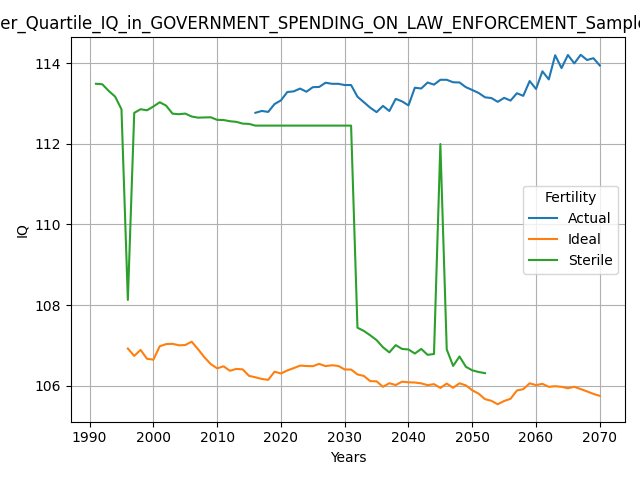 er_Quartile_IQ_in_GOVERNMENT_SPENDING_ON_LAW_ENFORCEMENT_Sample
114
112
110
108
106
IQ
Fertility
Actual
Ideal
Sterile
1990 2000 2010 2020 2030 2040 2050 2060 2070
Years